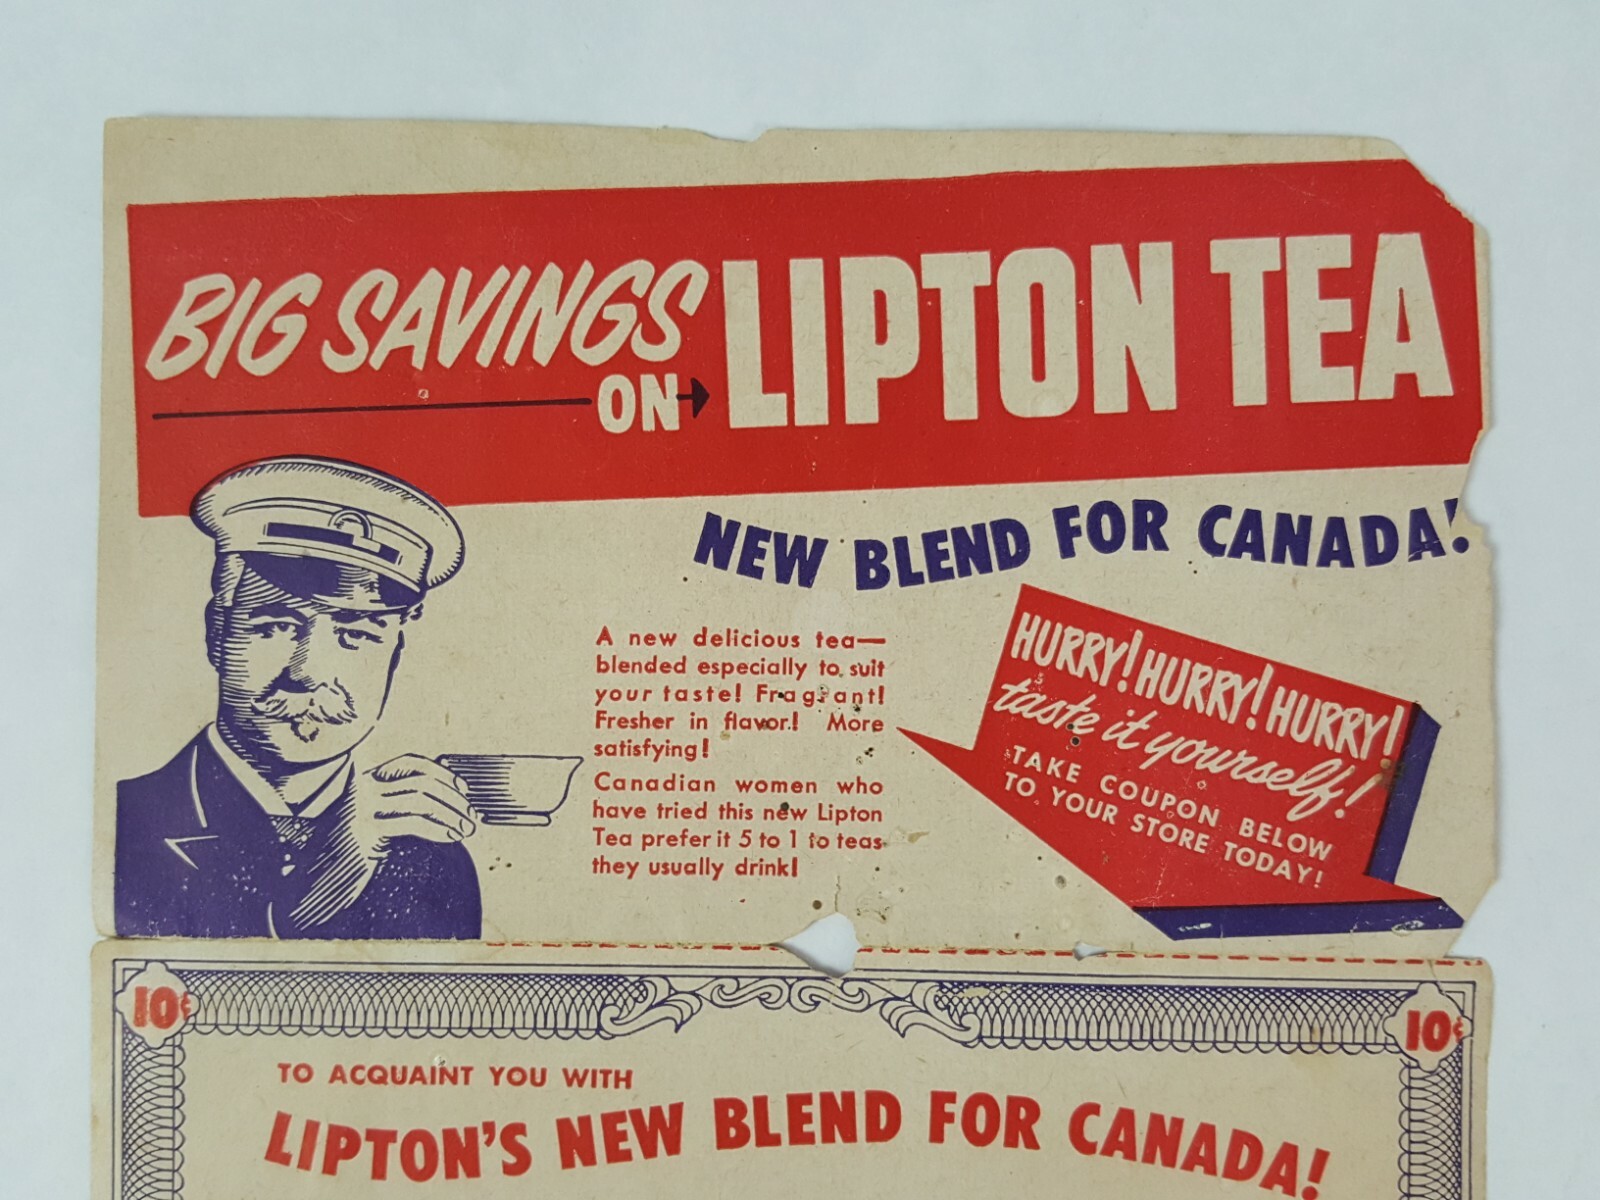 BIG SAVINGS
ON
LIPTON TEA
NEW BLEND FOR CANADA!
A new delicious tea—
blended especially to suit
your taste! Fragrant!
Fresher in flavor! More
satisfying!
Canadian women who
have tried this new Lipton
Tea prefer it 5 to 1 to teas
they usually drink!
HURRY! HURRY! HURRY!
taste it yourself!
TAKE COUPON BELOW
TO YOUR STORE TODAY!
10¢
10¢
TO ACQUAINT YOU WITH
LIPTON'S NEW BLEND FOR CANADA!